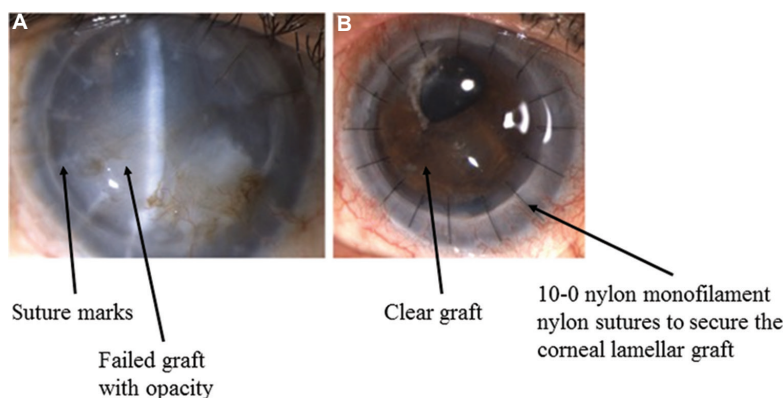 A
B
Suture marks
Failed graft
with opacity
Clear graft
10-0 nylon monofilament
nylon sutures to secure the
corneal lamellar graft